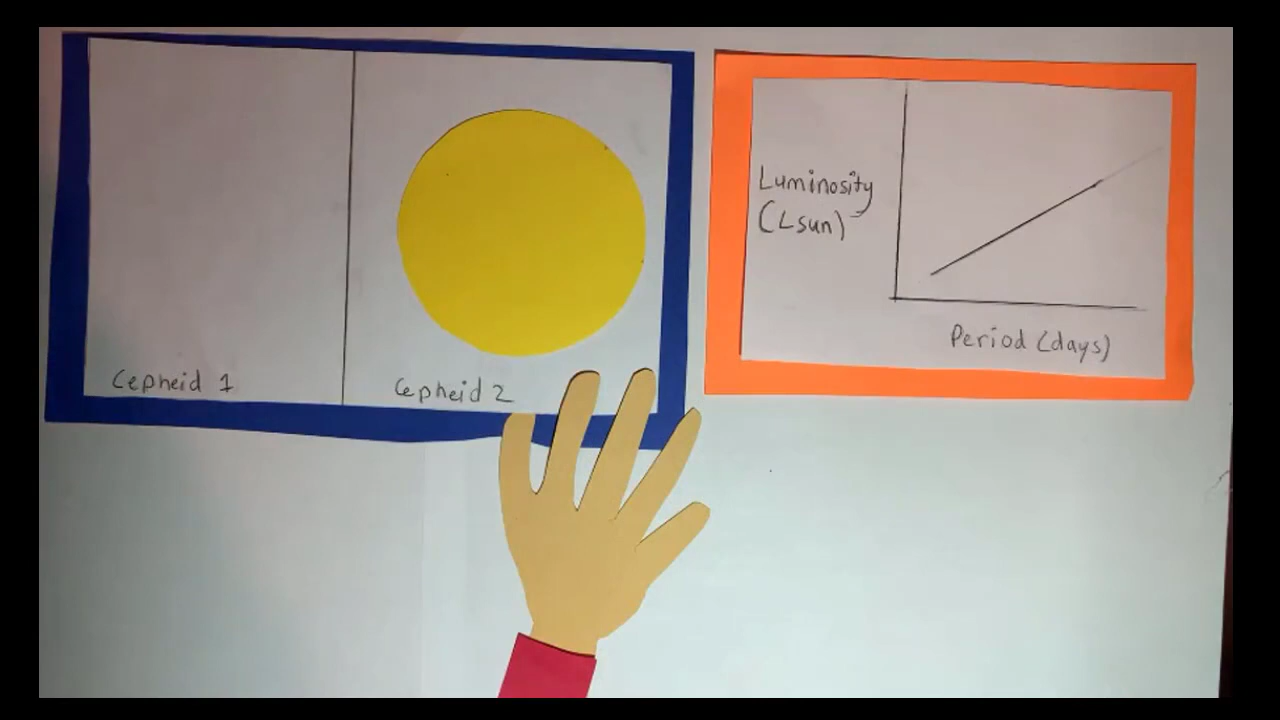 Cepheid 1
Cepheid 2
Luminosity
(Lsun)
Period (days)